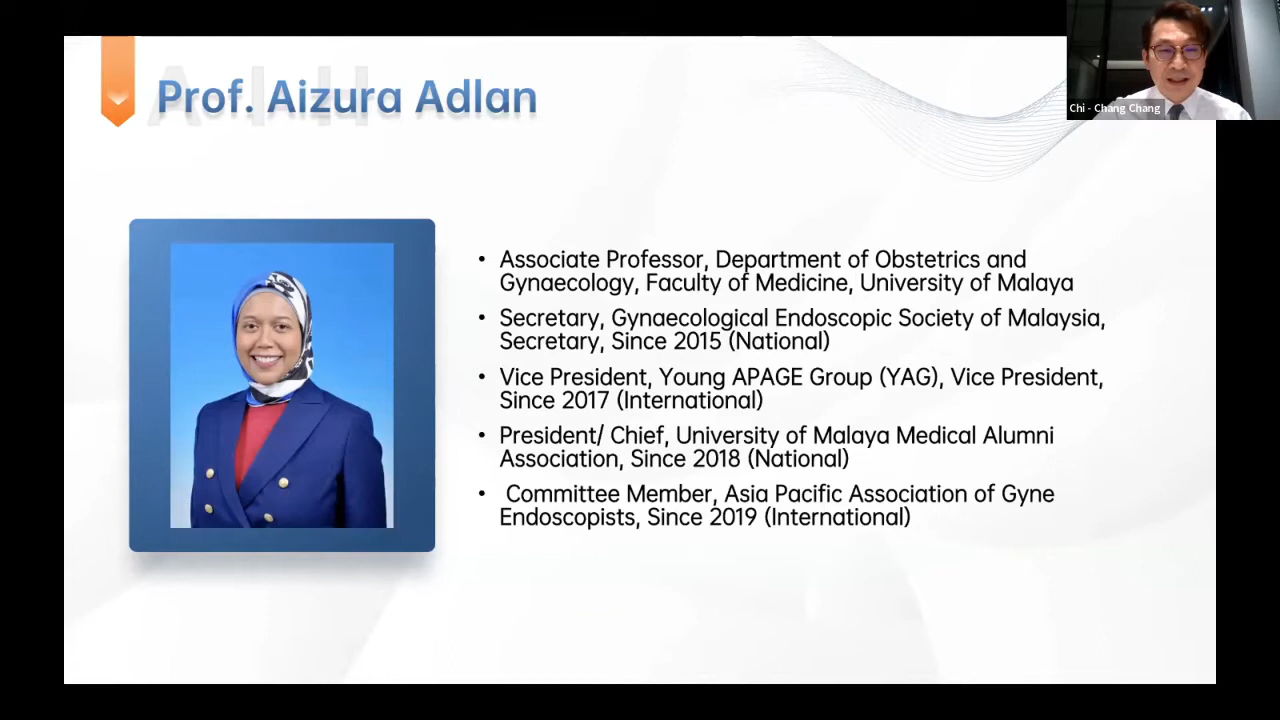 Prof. Aizura Adlan
Chi - Chang Chang
• Associate Professor, Department of Obstetrics and
Gynaecology, Faculty of Medicine, University of Malaya
• Secretary, Gynaecological Endoscopic Society of Malaysia,
Secretary, Since 2015 (National)
• Vice President, Young APAGE Group (YAG), Vice President,
Since 2017 (International)
• President/ Chief, University of Malaya Medical Alumni
Association, Since 2018 (National)
• Committee Member, Asia Pacific Association of Gyne
Endoscopists, Since 2019 (International)